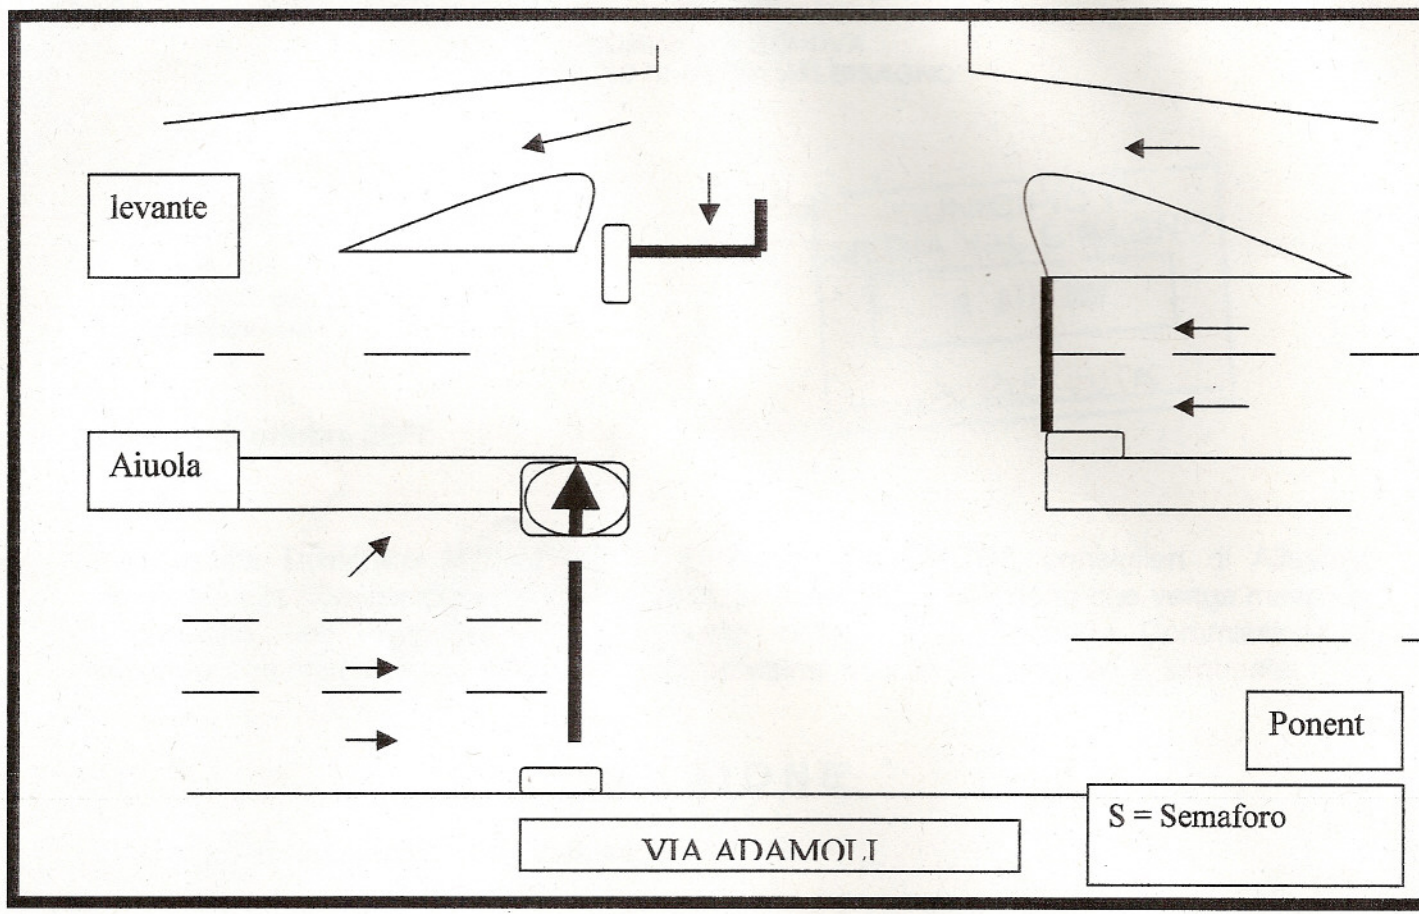 levante
Aiuola
Ponent
S = Semaforo
VIA ADAMOLI